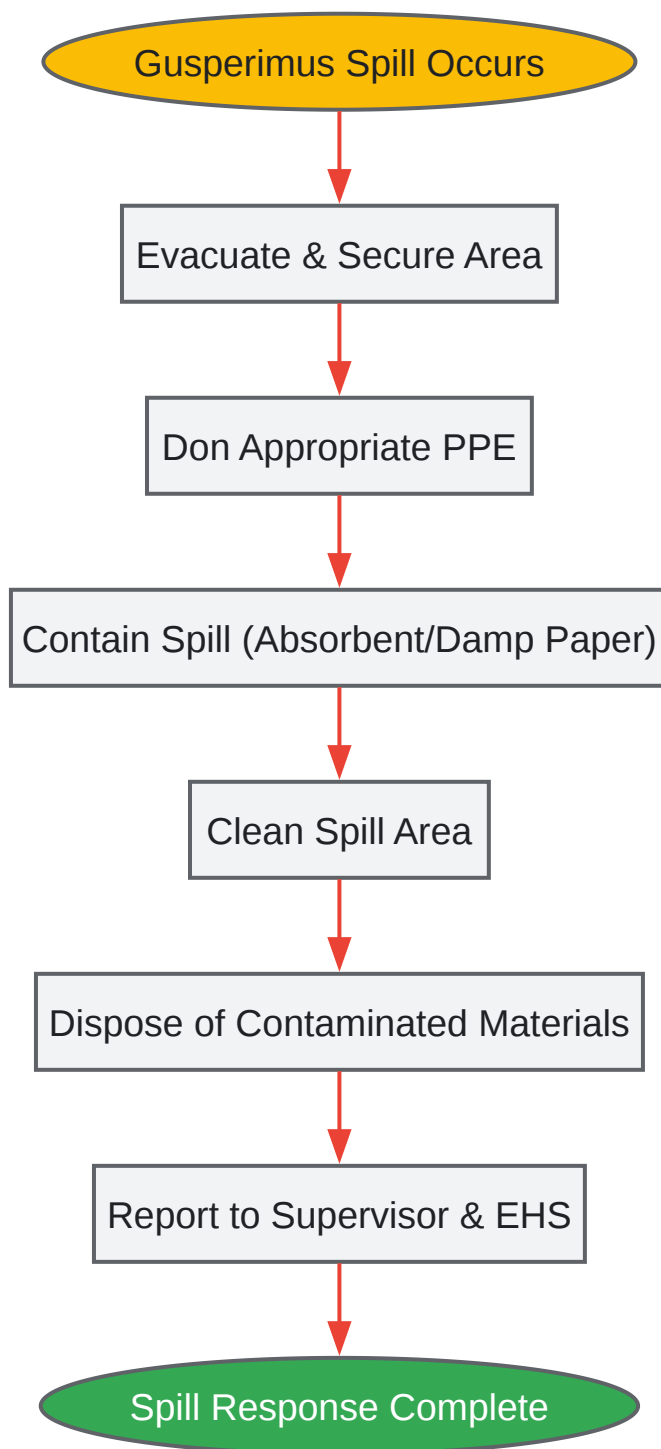 Gusperimus Spill Occurs
Evacuate & Secure Area
Don Appropriate PPE
Contain Spill (Absorbent/Damp Paper)
Clean Spill Area
Dispose of Contaminated Materials
Report to Supervisor & EHS
Spill Response Complete